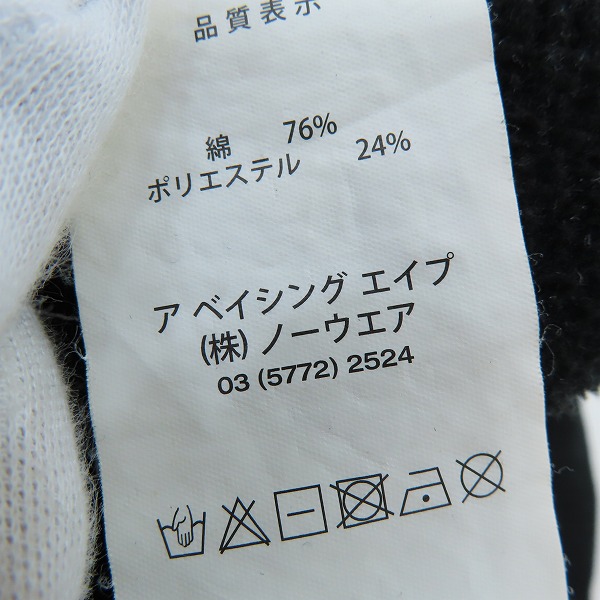 品質表示
綿 76%
ポリエステル 24%
ア ベイシング エイプ
(株) ノーウエア
03 (5772) 2524